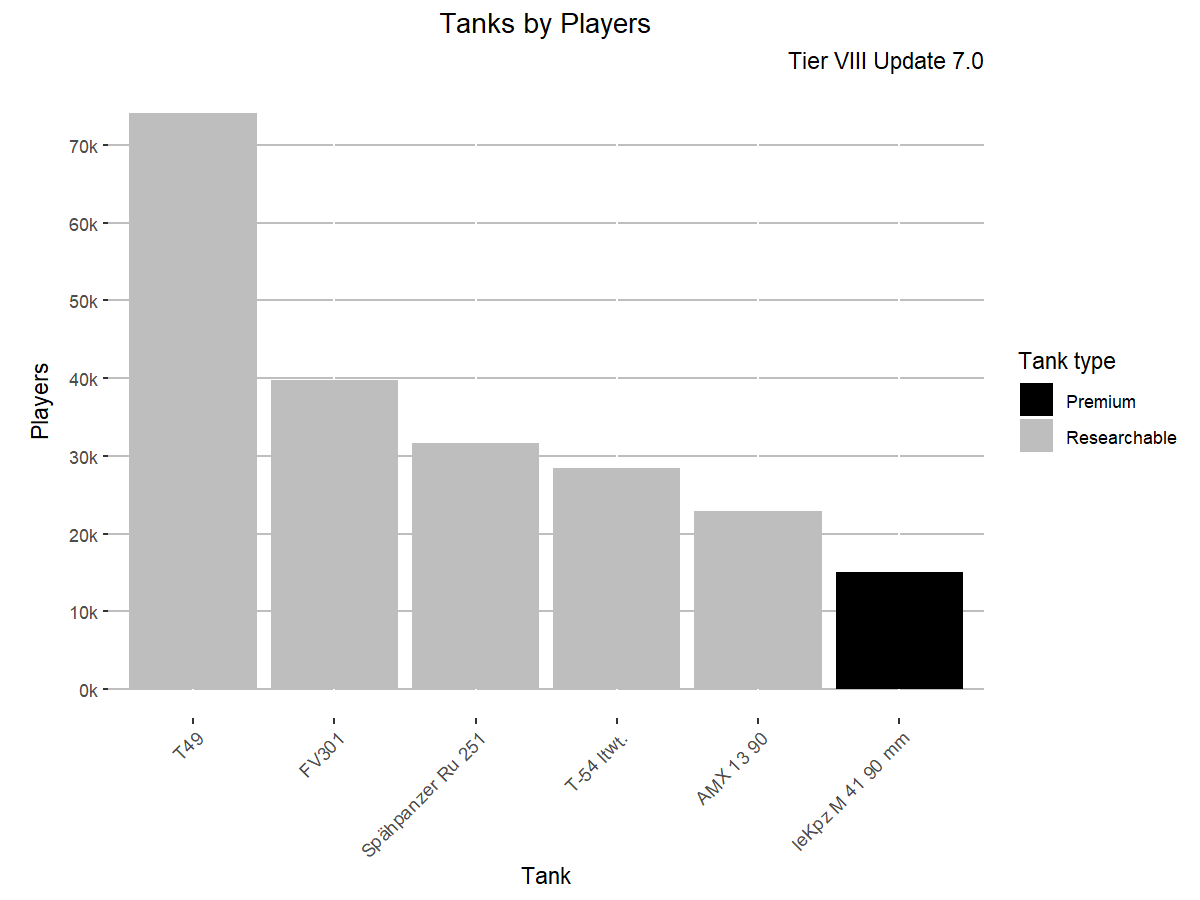 Tanks by Players
Tier VIII Update 7.0
Players
70k
60k
50k
40k
30k
20k
10k
0k
T49
FV301
Spähpanzer Ru 251
T-54 ltwt.
AMX 13 90
leKpz M 41 90 mm
Tank
Tank type
Premium
Researchable